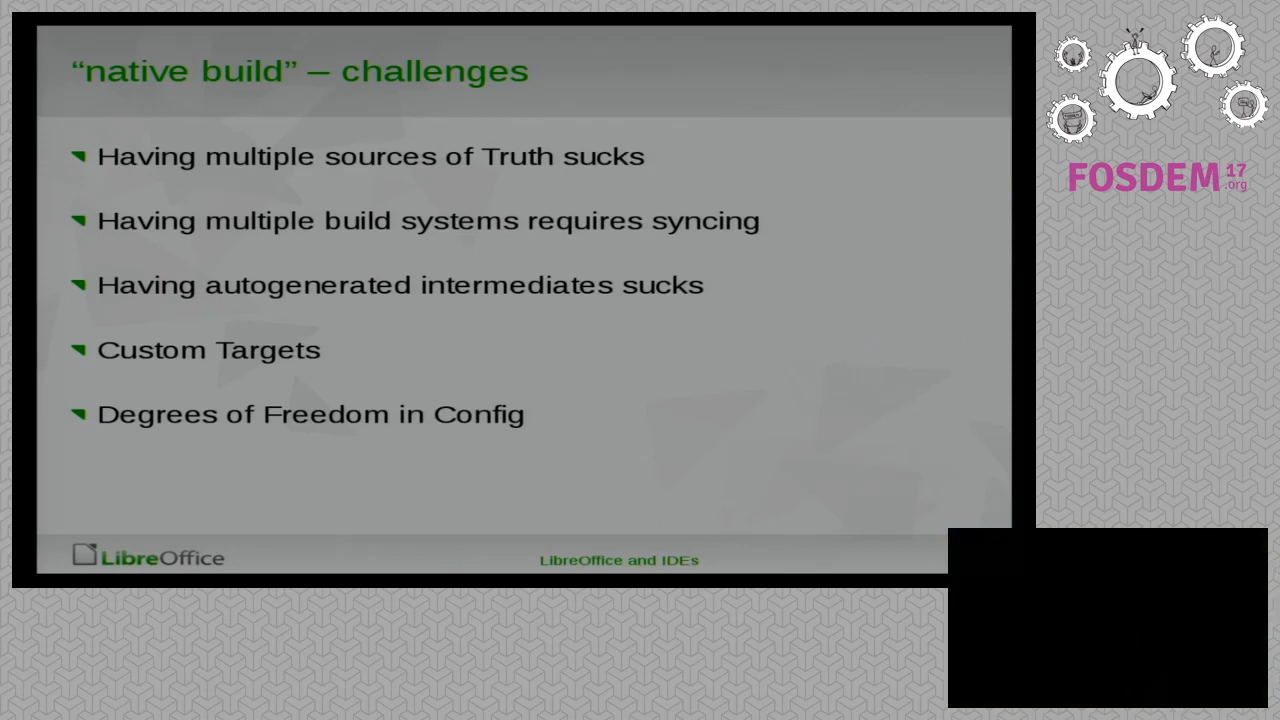 “native build” – challenges
Having multiple sources of Truth sucks
Having multiple build systems requires syncing
Having autogenerated intermediates sucks
Custom Targets
Degrees of Freedom in Config
LibreOffice
LibreOffice and IDEs
FOSDEM 17 .org